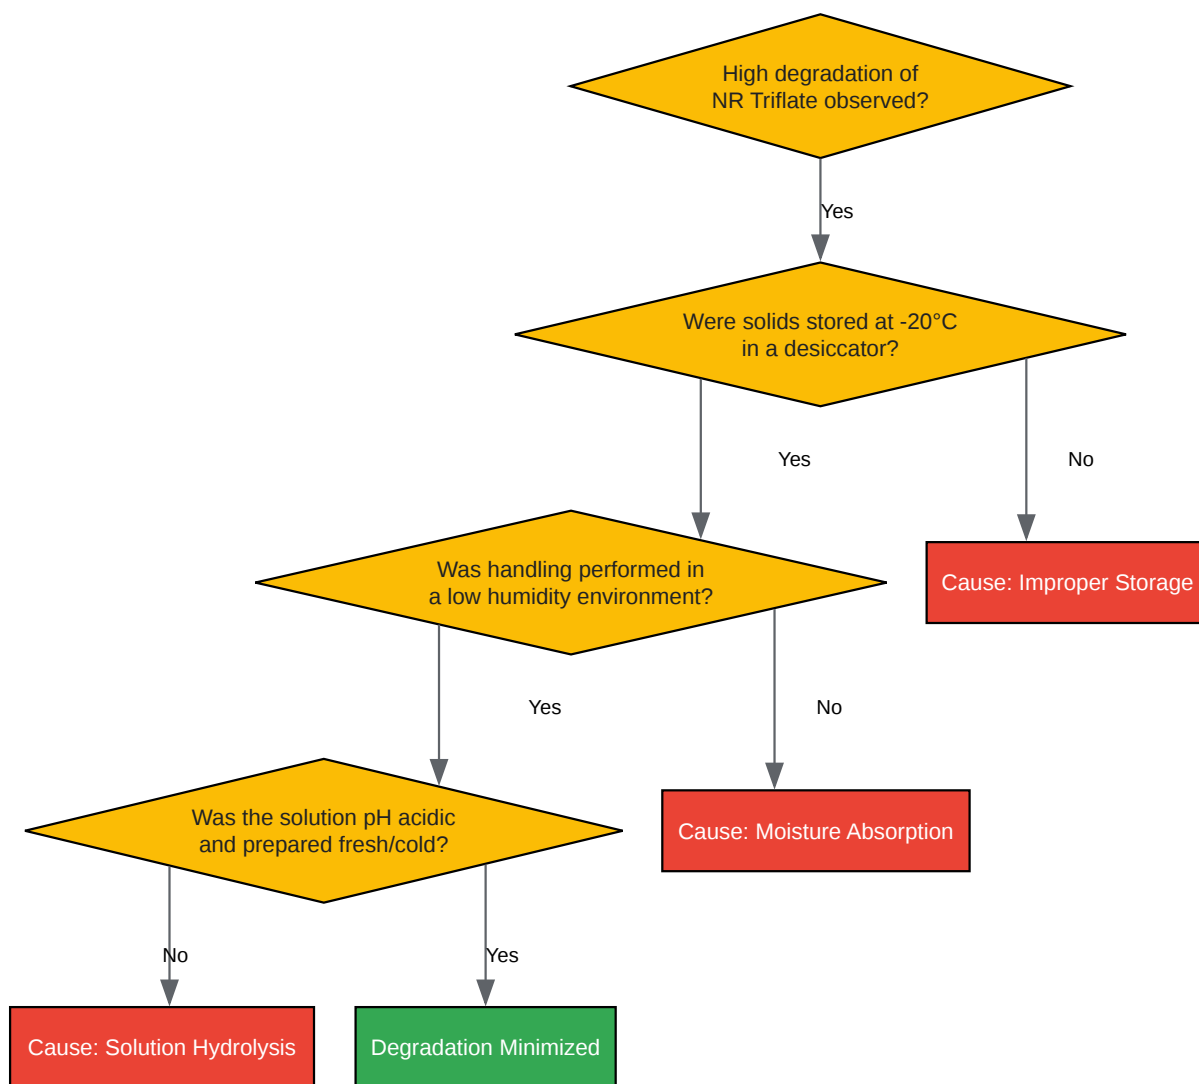 High degradation of
NR Triflate observed?
Yes
Were solids stored at -20°C
in a desiccator?
Yes
No
Was handling performed in
a low humidity environment?
Cause: Improper Storage
Yes
No
Was the solution pH acidic
and prepared fresh/cold?
Cause: Moisture Absorption
No
Yes
Cause: Solution Hydrolysis
Degradation Minimized